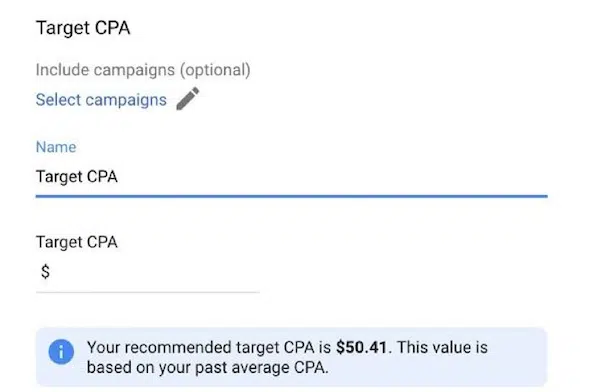 Target CPA
Include campaigns (optional)
Select campaigns
Name
Target CPA
Target CPA
$
Your recommended target CPA is $50.41. This value is
based on your past average CPA.